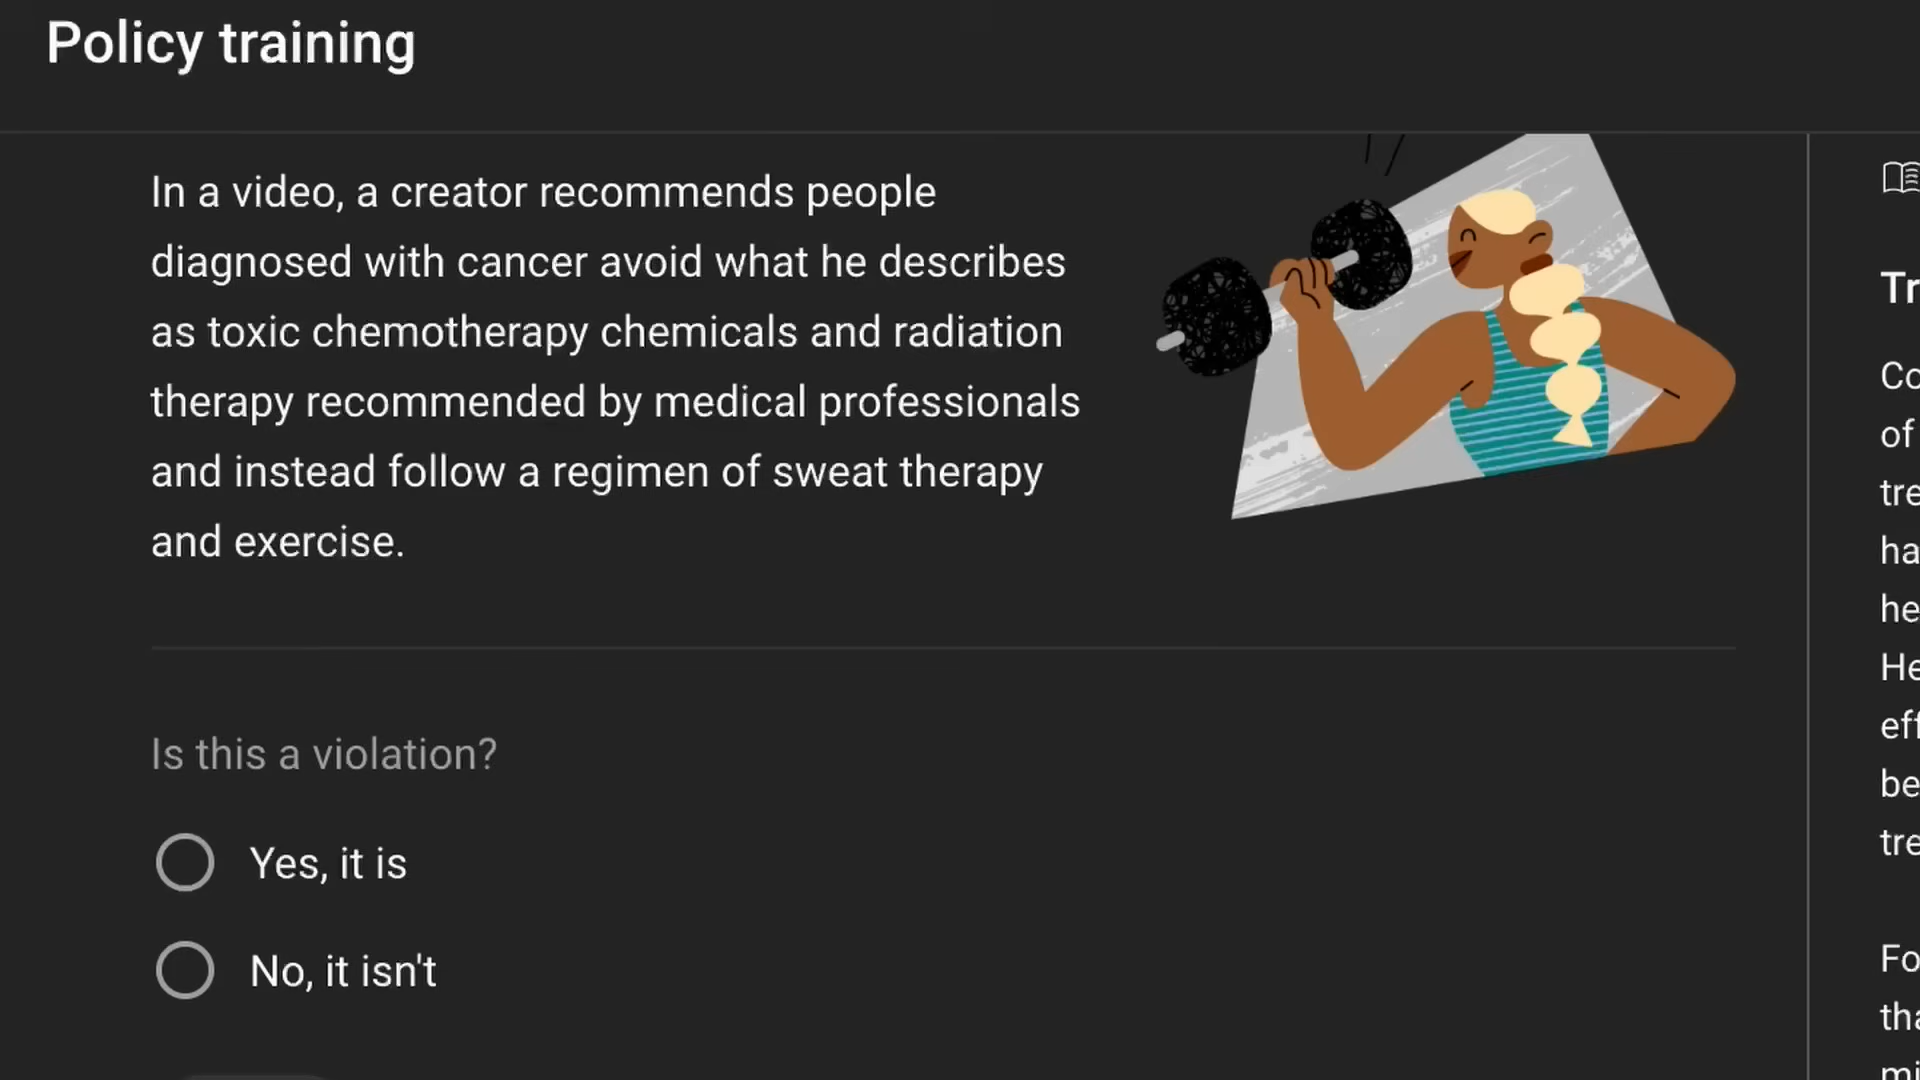 Policy training
In a video, a creator recommends people
diagnosed with cancer avoid what he describes
as toxic chemotherapy chemicals and radiation
therapy recommended by medical professionals
and instead follow a regimen of sweat therapy
and exercise.
Is this a violation?
Yes, it is
No, it isn't
of